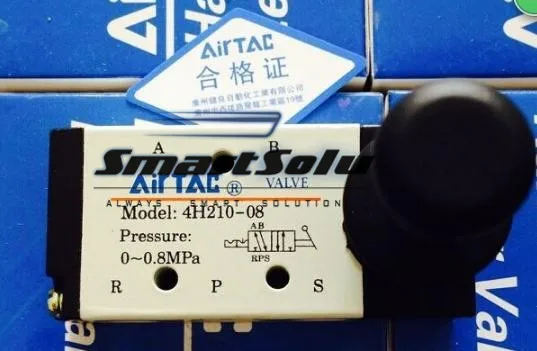 AirTAC
合格证
A B
SmartSolu
AirTAC ® VALVE
ALWAYS SMART SOLUTION
Model: 4H210-08
Pressure:
0~0.8MPa
AB
RPS
R P S